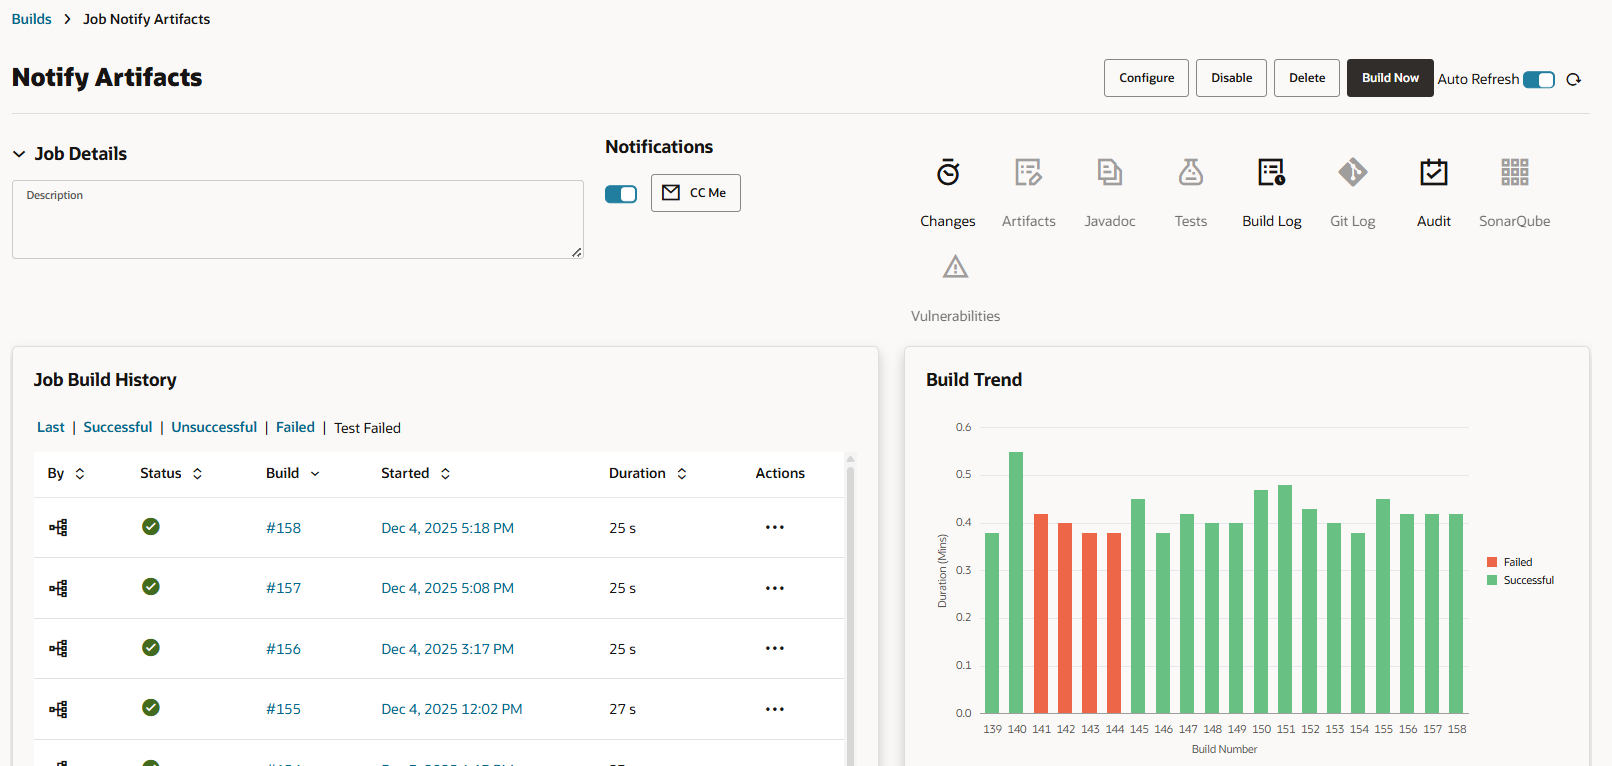 Builds > Job Notify Artifacts
Notify Artifacts
Configure Disable Delete Build Now Auto Refresh
Job Details
Description
Notifications
CC Me
Changes Artifacts Javadoc Tests Build Log Git Log Audit SonarQube
Vulnerabilities
Job Build History
Last | Successful | Unsuccessful | Failed | Test Failed
By Status Build Started Duration Actions
#158 Dec 4, 2025 5:18 PM 25 s
#157 Dec 4, 2025 5:08 PM 25 s
#156 Dec 4, 2025 3:17 PM 25 s
#155 Dec 4, 2025 12:02 PM 27 s
Build Trend
0.6
0.5
0.4
0.3
0.2
0.1
0.0
Duration (Mins)
139 140 141 142 143 144 145 146 147 148 149 150 151 152 153 154 155 156 157 158
Build Number
Failed
Successful